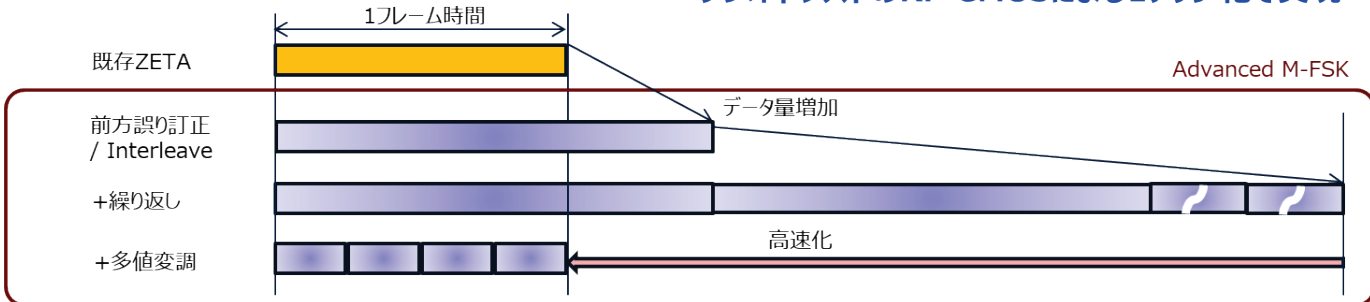 1フレーム時間
既存ZETA
Advanced M-FSK
データ量増加
前方誤り訂正
/ Interleave
+繰り返し
高速化
+多値変調